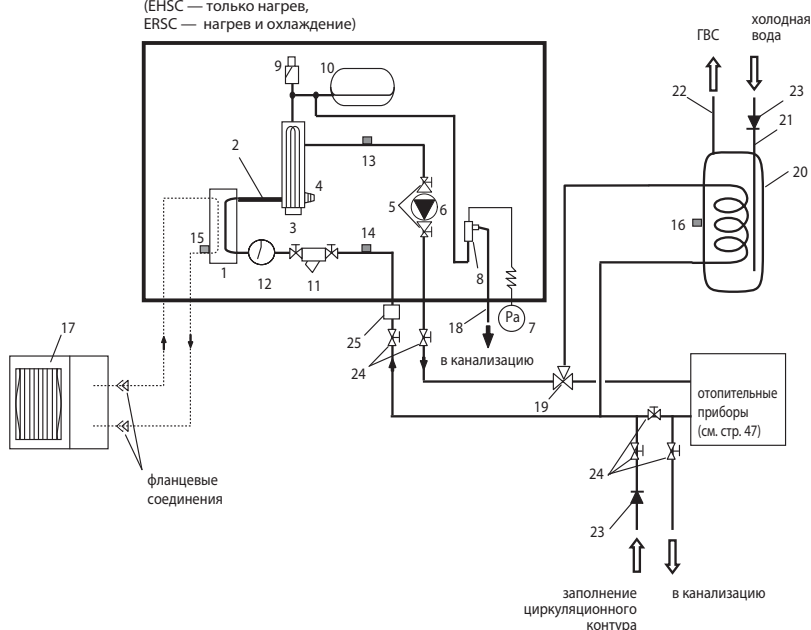 (EHSC — только нагрев,
ERSC — нагрев и охлаждение)
ГВС
холодная
вода
9
10
22
23
2
21
13
20
4
5
6
3
14
16
15
1
12
11
8
17
25
18
Pa
7
24
в канализацию
19
отопительные
приборы
(см. стр. 47)
фланцевые
соединения
24
23
заполнение
циркуляционного
контура
в канализацию